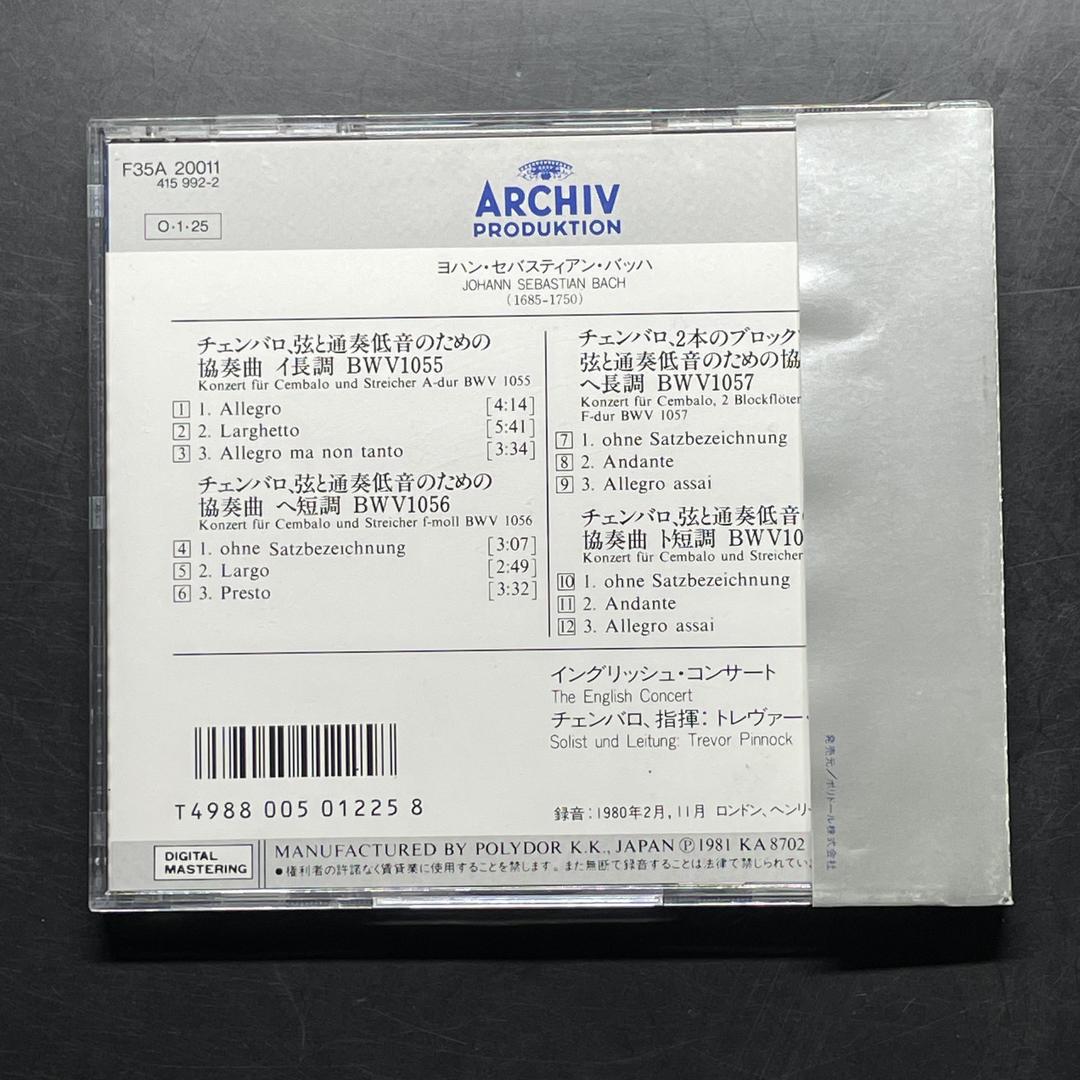 F35A 20011
415 992-2
O·1·25
ARCHIV
PRODUKTION
ヨハン・セバスティアン・バッハ
JOHANN SEBASTIAN BACH
(1685-1750)
チェンバロ、弦と通奏低音のための
協奏曲 イ長調 BWV1055
Konzert für Cembalo und Streicher A-dur BWV 1055
1 1. Allegro [4:14]
2 2. Larghetto [5:41]
3 3. Allegro ma non tanto [3:34]
チェンバロ、弦と通奏低音のための
協奏曲 ヘ短調 BWV1056
Konzert für Cembalo und Streicher f-moll BWV 1056
4 1. ohne Satzbezeichnung [3:07]
5 2. Largo [2:49]
6 3. Presto [3:32]
チェンバロ、2本のブロック
弦と通奏低音のための協
ヘ長調 BWV1057
Konzert für Cembalo, 2 Blockflöten
F-dur BWV 1057
7 1. ohne Satzbezeichnung
8 2. Andante
9 3. Allegro assai
チェンバロ、弦と通奏低音
協奏曲 ト短調 BWV10
Konzert für Cembalo und Streicher
10 1. ohne Satzbezeichnung
11 2. Andante
12 3. Allegro assai
イングリッシュ・コンサート
The English Concert
チェンバロ、指揮: トレヴァー・
Solist und Leitung: Trevor Pinnock
録音:1980年2月,11月 ロンドン、ヘンリー
T4988 005 01225 8
DIGITAL
MASTERING
MANUFACTURED BY POLYDOR K.K., JAPAN Ⓟ1981 KA8702
●権利者の許諾なく賃貸業に使用することを禁じます。また無断で録音することは法律で禁じられてい
発売元/ポリドール株式会社